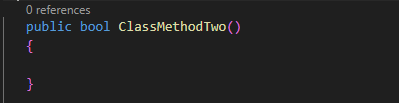 0 references
public bool ClassMethodTwo()
{
}